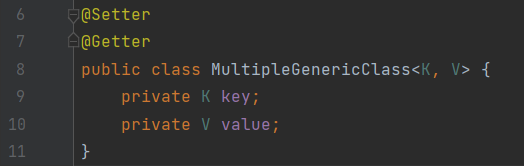 6 @Setter
7 @Getter
8 public class MultipleGenericClass<K, V> {
9 private K key;
10 private V value;
11 }